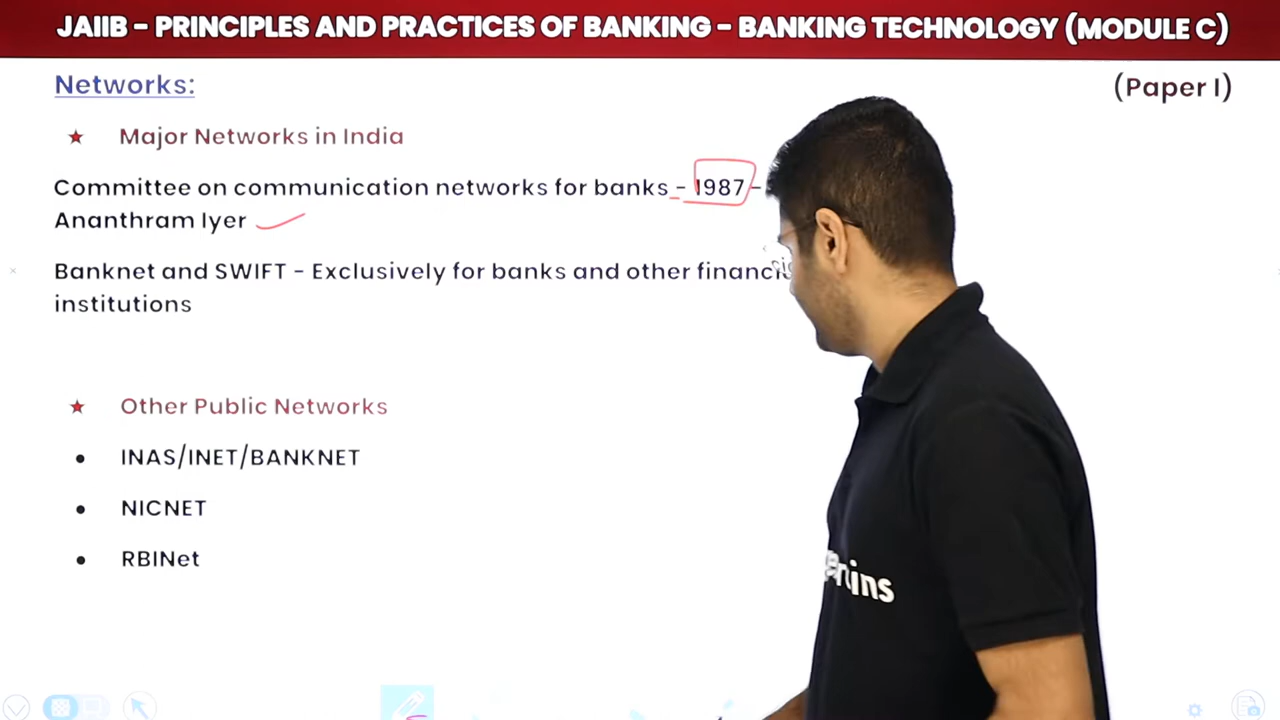 JAIIB - PRINCIPLES AND PRACTICES OF BANKING - BANKING TECHNOLOGY (MODULE C)
Networks:
(Paper I)
★ Major Networks in India
Committee on communication networks for banks - 1987 -
Ananthram Iyer
Banknet and SWIFT - Exclusively for banks and other
institutions
★ Other Public Networks
• INAS/INET/BANKNET
• NICNET
• RBINet